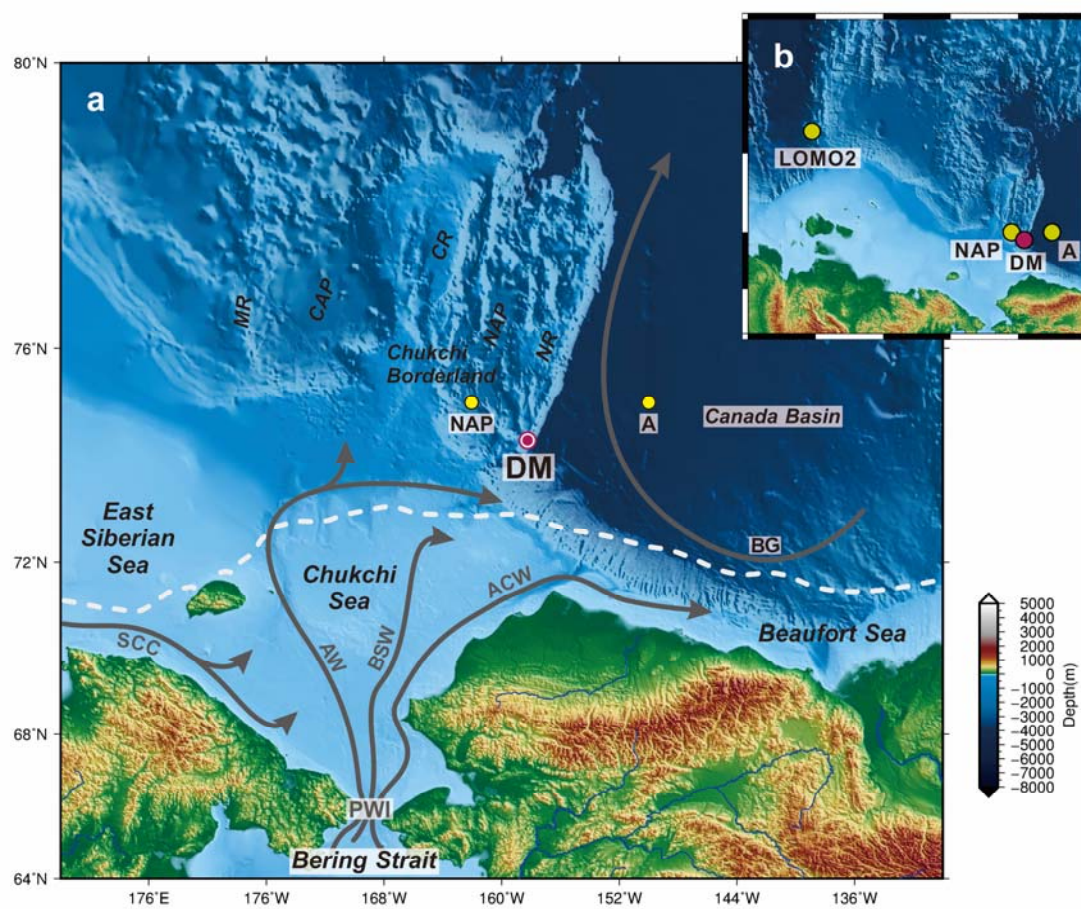 80°N
a
b
LOMO2
NAP
DM
A
MR
CAP
CR
NAP
NR
76°N
Chukchi
Borderland
NAP
A
Canada Basin
DM
East
Siberian
Sea
72°N
BG
Chukchi
Sea
ACW
BSW
AW
SCC
Beaufort Sea
68°N
PWI
Bering Strait
64°N
176°E
176°W
168°W
160°W
152°W
144°W
136°W
5000
4000
3000
2000
1000
0
−1000
−2000
−3000
−4000
−5000
−6000
−7000
−8000
Depth(m)